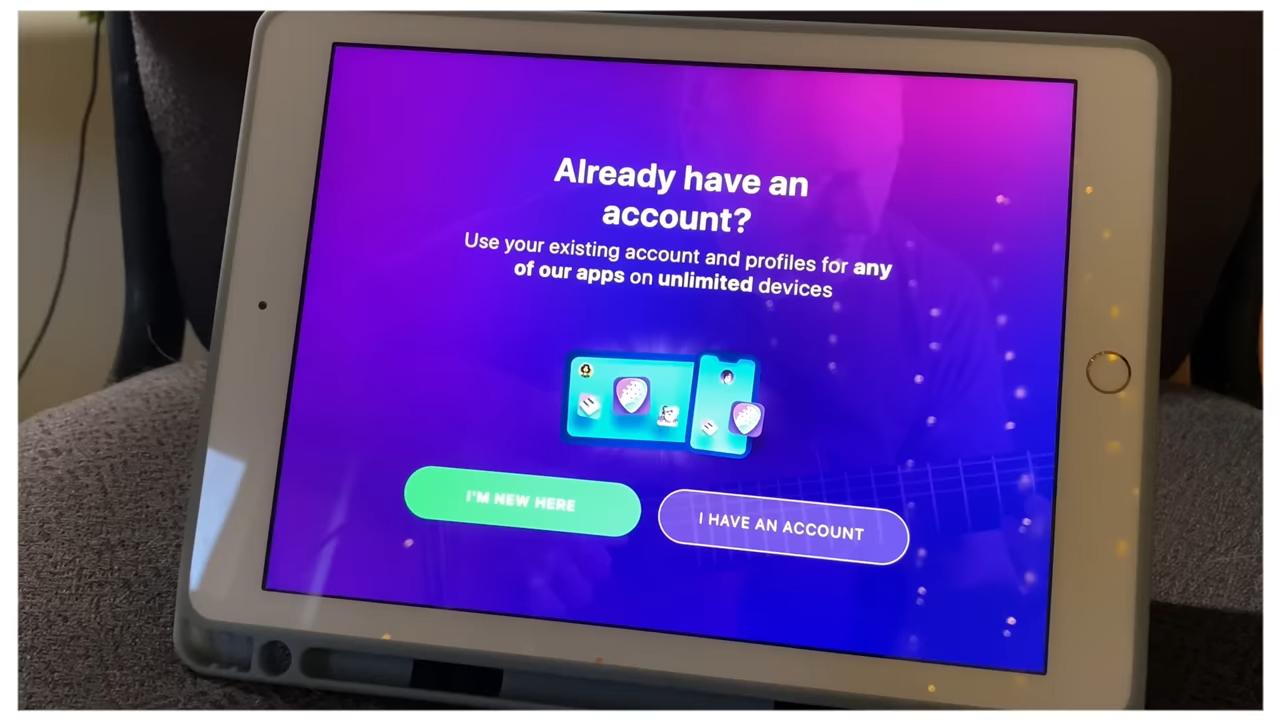 Already have an
account?
Use your existing account and profiles for any
of our apps on unlimited devices
I'M NEW HERE
I HAVE AN ACCOUNT